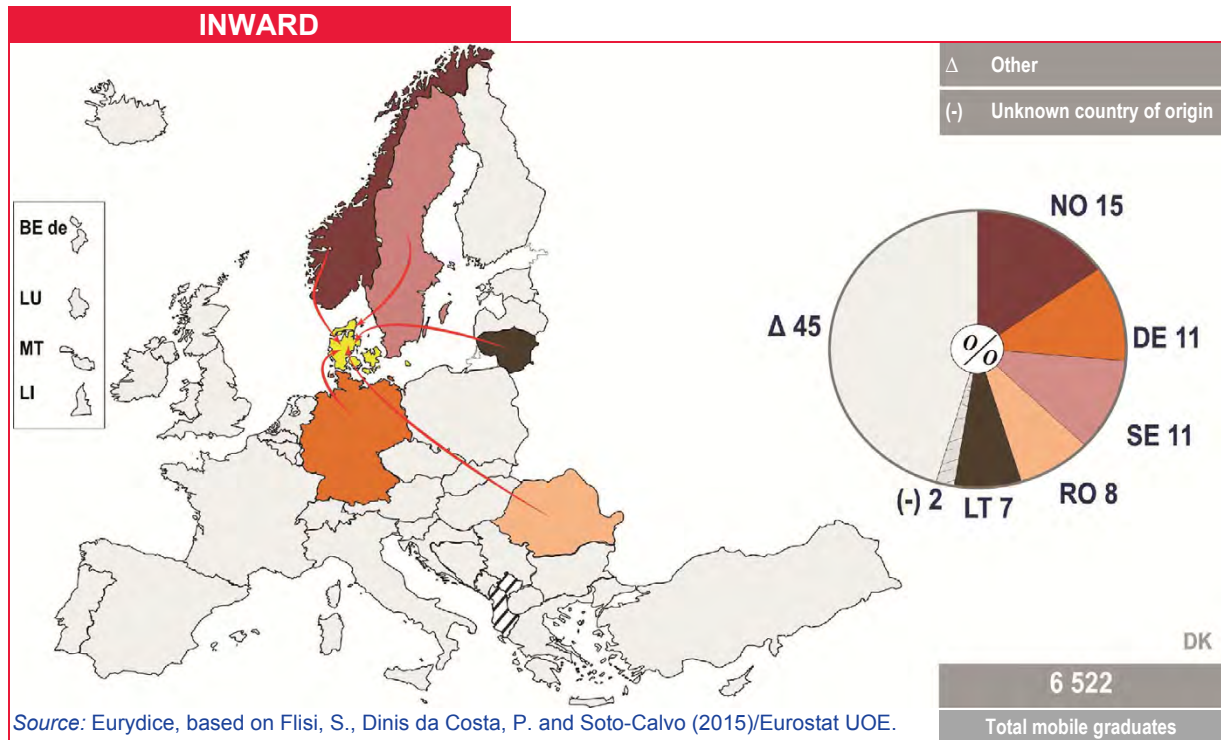 INWARD
Δ Other
(-) Unknown country of origin
BE de
LU
MT
LI
NO 15
DE 11
SE 11
RO 8
LT 7
(-) 2
Δ 45
%
DK
6 522
Total mobile graduates
Source: Eurydice, based on Flisi, S., Dinis da Costa, P. and Soto-Calvo (2015)/Eurostat UOE.